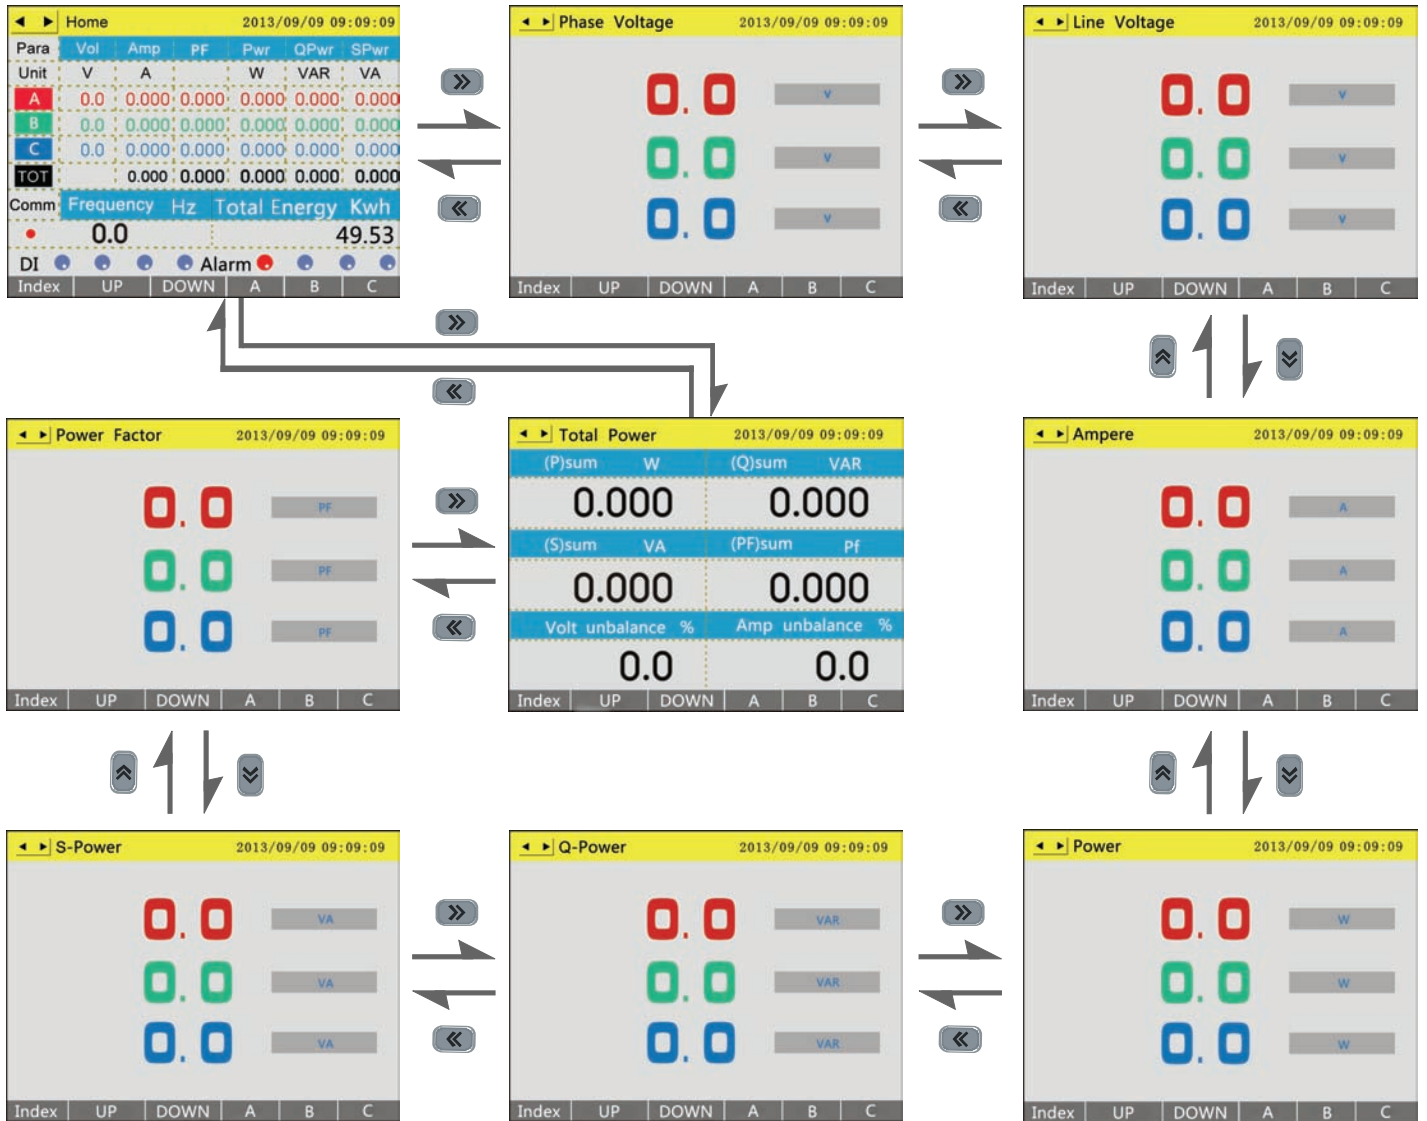 Home 2013/09/09 09:09:09
Para Vol Amp PF Pwr QPwr SPwr
Unit V A W VAR VA
A 0.0 0.000 0.000 0.000 0.000 0.000
B 0.0 0.000 0.000 0.000 0.000 0.000
C 0.0 0.000 0.000 0.000 0.000 0.000
TOT 0.000 0.000 0.000 0.000 0.000
Comm Frequency Hz Total Energy Kwh
0.0 49.53
DI Alarm
Index UP DOWN A B C
Phase Voltage 2013/09/09 09:09:09
0.0 V
0.0 V
0.0 V
Index UP DOWN A B C
Line Voltage 2013/09/09 09:09:09
0.0 V
0.0 V
0.0 V
Index UP DOWN A B C
Power Factor 2013/09/09 09:09:09
0.0 PF
0.0 PF
0.0 PF
Index UP DOWN A B C
Total Power 2013/09/09 09:09:09
(P)sum W (Q)sum VAR
0.000 0.000
(S)sum VA (PF)sum Pf
0.000 0.000
Volt unbalance % Amp unbalance %
0.0 0.0
Index UP DOWN A B C
Ampere 2013/09/09 09:09:09
0.0 A
0.0 A
0.0 A
Index UP DOWN A B C
S-Power 2013/09/09 09:09:09
0.0 VA
0.0 VA
0.0 VA
Index UP DOWN A B C
Q-Power 2013/09/09 09:09:09
0.0 VAR
0.0 VAR
0.0 VAR
Index UP DOWN A B C
Power 2013/09/09 09:09:09
0.0 W
0.0 W
0.0 W
Index UP DOWN A B C